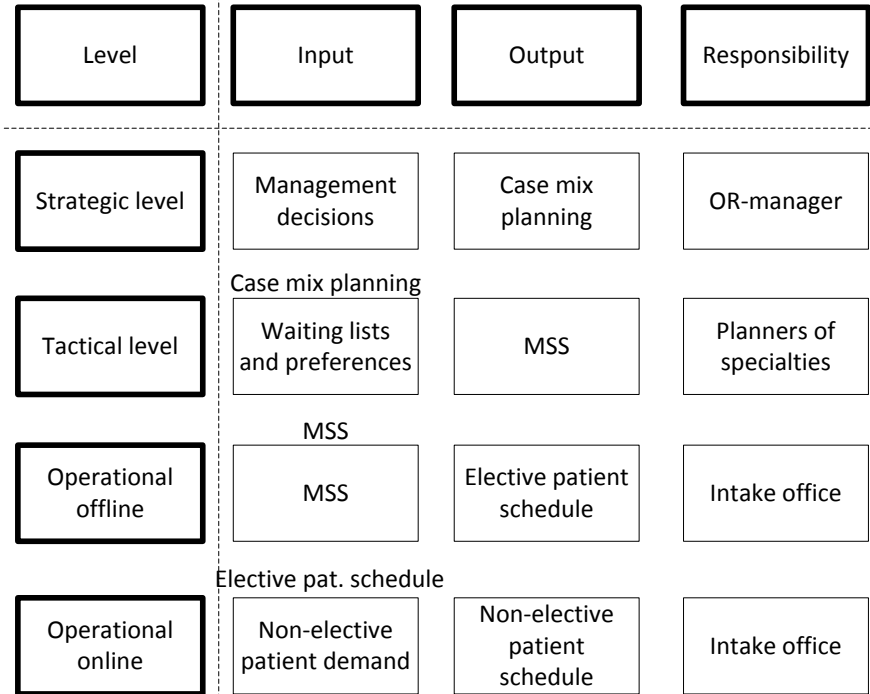 Level
Input
Output
Responsibility
Strategic level
Management
decisions
Case mix
planning
OR-manager
Case mix planning
Tactical level
Waiting lists
and preferences
MSS
Planners of
specialties
MSS
Operational
offline
MSS
Elective patient
schedule
Intake office
Elective pat. schedule
Operational
online
Non-elective
patient demand
Non-elective
patient
schedule
Intake office